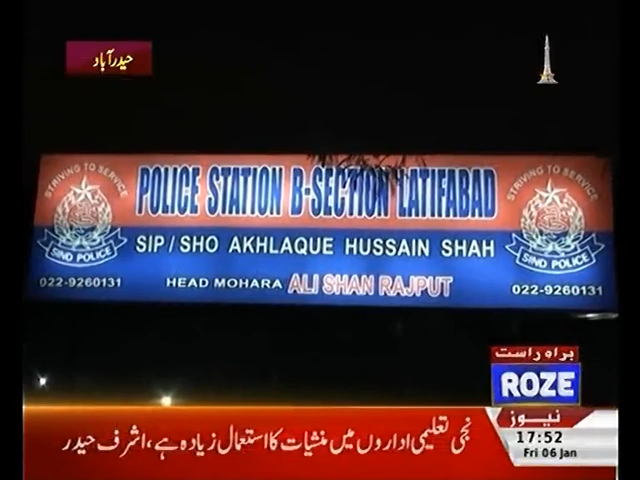 حیدرآباد
STRIVING TO SERVE
SIND POLICE
022-9260131
POLICE STATION B-SECTION LATIFABAD
SIP/SHO AKHLAQUE HUSSAIN SHAH
HEAD MOHARA ALI SHAN RAJPUT
STRIVING TO SERVE
SIND POLICE
022-9260131
براہ راست
ROZE
نیوز
17:52
Fri 06 Jan
نجی تعلیمی اداروں میں منشیات کا استعمال زیادہ ہے، اشرف حیدر